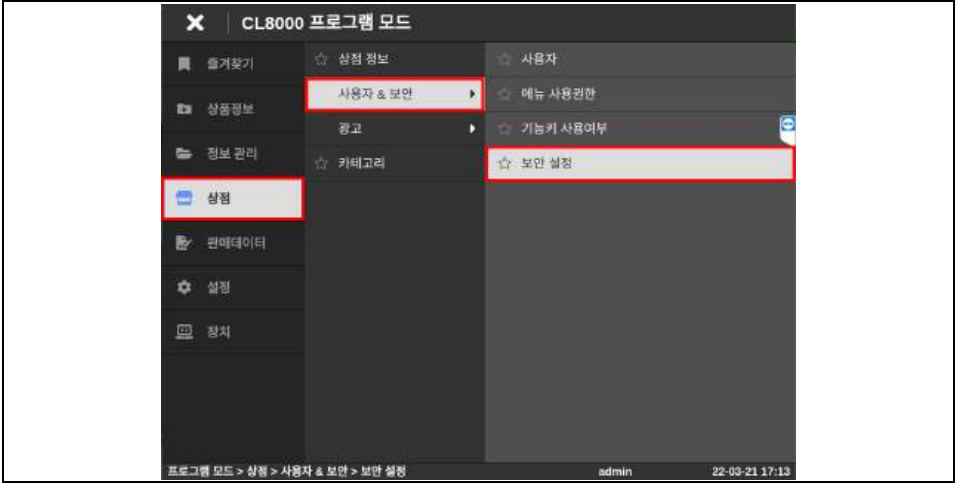 CL8000 프로그램 모드
즐겨찾기
상품정보
정보 관리
상점
판매데이터
설정
장치
상점 정보
사용자 & 보안
광고
카테고리
사용자
메뉴 사용권한
기능키 사용여부
보안 설정
프로그램 모드 > 상점 > 사용자 & 보안 > 보안 설정
admin
22-03-21 17:13